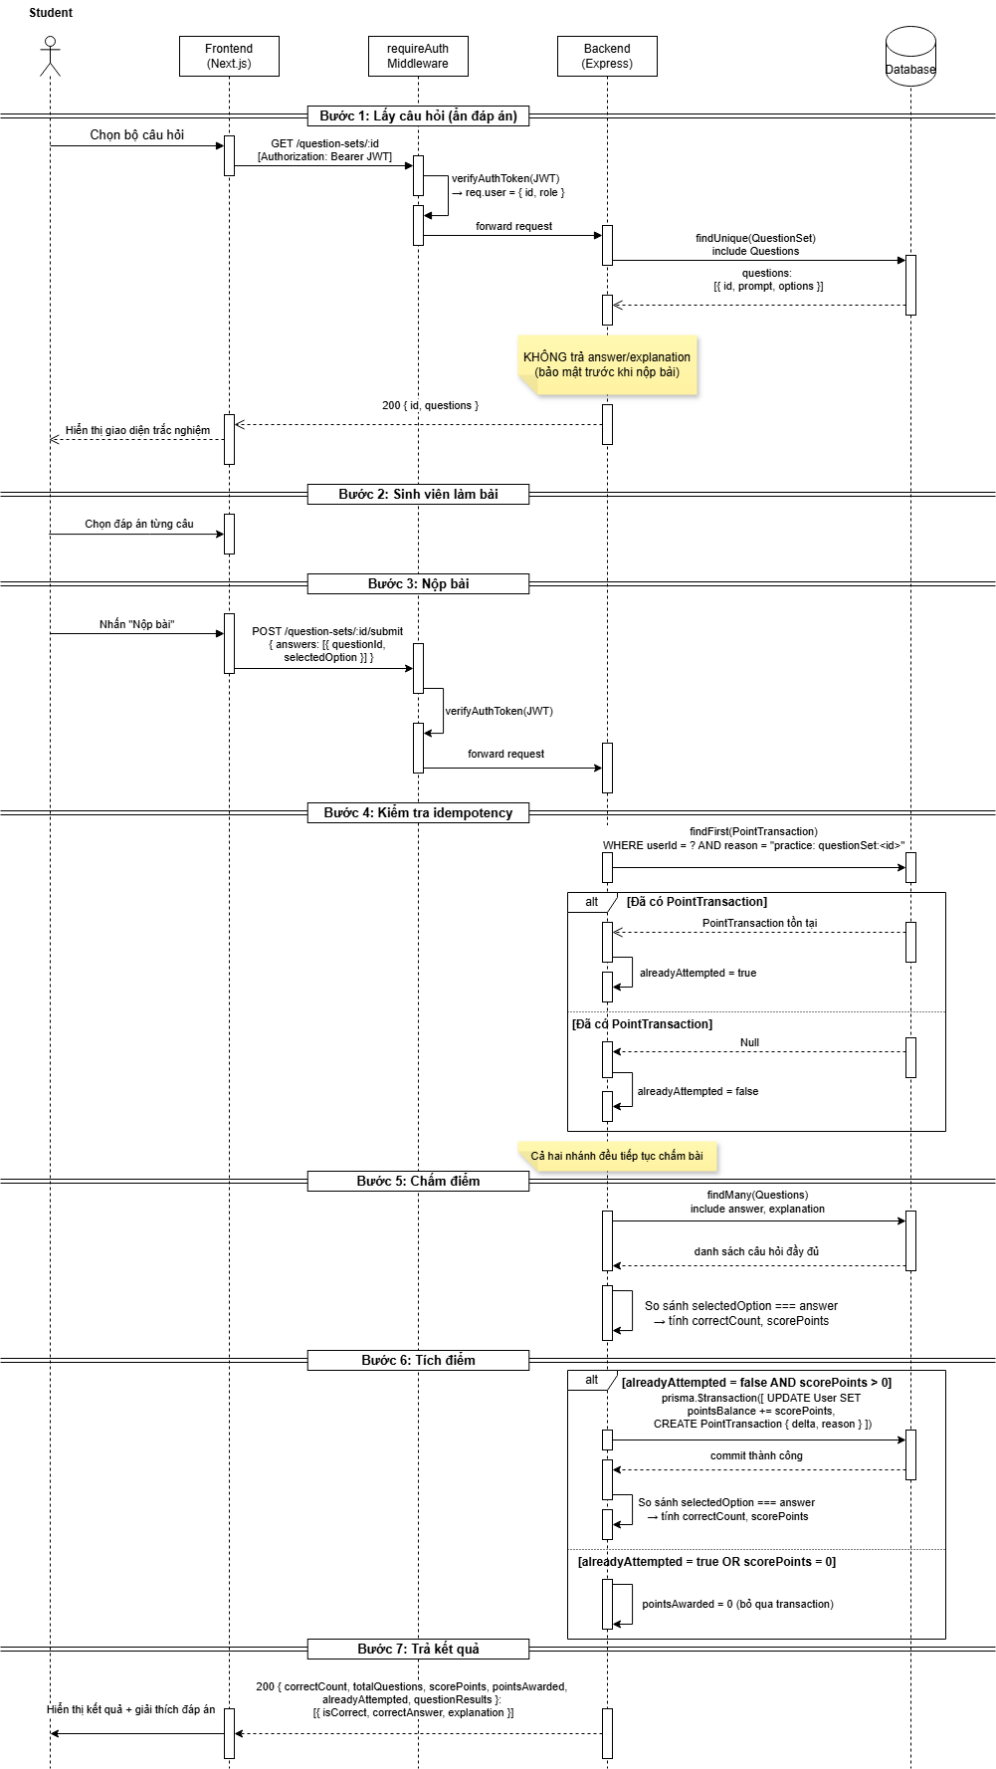 Student
Frontend
(Next.js)
requireAuth
Middleware
Backend
(Express)
Database
Bước 1: Lấy câu hỏi (ẩn đáp án)
Chọn bộ câu hỏi
GET /question-sets/:id
[Authorization: Bearer JWT]
verifyAuthToken(JWT)
→ req.user = { id, role }
forward request
findUnique(QuestionSet)
include Questions
questions:
[{ id, prompt, options }]
KHÔNG trả answer/explanation
(bảo mật trước khi nộp bài)
200 { id, questions }
Hiển thị giao diện trắc nghiệm
Bước 2: Sinh viên làm bài
Chọn đáp án từng câu
Bước 3: Nộp bài
Nhấn "Nộp bài"
POST /question-sets/:id/submit
{ answers: [{ questionId,
selectedOption }] }
verifyAuthToken(JWT)
forward request
Bước 4: Kiểm tra idempotency
findFirst(PointTransaction)
WHERE userId = ? AND reason = "practice: questionSet:<id>"
alt
[Đã có PointTransaction]
PointTransaction tồn tại
alreadyAttempted = true
[Đã có PointTransaction]
Null
alreadyAttempted = false
Cả hai nhánh đều tiếp tục chấm bài
Bước 5: Chấm điểm
findMany(Questions)
include answer, explanation
danh sách câu hỏi đầy đủ
So sánh selectedOption === answer
→ tính correctCount, scorePoints
Bước 6: Tích điểm
alt
[alreadyAttempted = false AND scorePoints > 0]
prisma.$transaction([ UPDATE User SET
pointsBalance += scorePoints,
CREATE PointTransaction { delta, reason } ])
commit thành công
So sánh selectedOption === answer
→ tính correctCount, scorePoints
[alreadyAttempted = true OR scorePoints = 0]
pointsAwarded = 0 (bỏ qua transaction)
Bước 7: Trả kết quả
200 { correctCount, totalQuestions, scorePoints, pointsAwarded,
alreadyAttempted, questionResults }:
[{ isCorrect, correctAnswer, explanation }]
Hiển thị kết quả + giải thích đáp án